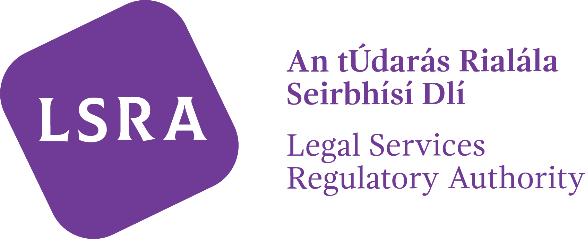 LSRA
An tÚdarás Rialála
Seirbhísí Dlí
Legal Services
Regulatory Authority